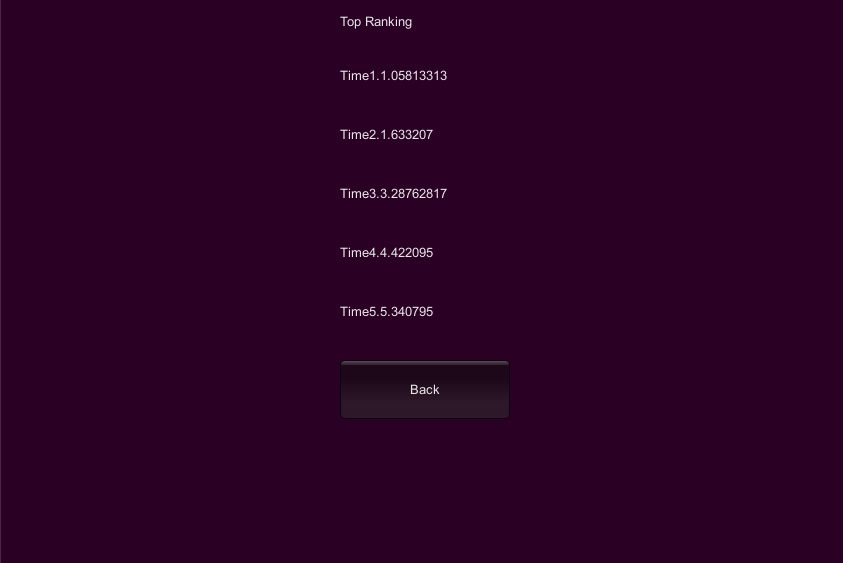 Top Ranking
Time1.1.05813313
Time2.1.633207
Time3.3.28762817
Time4.4.422095
Time5.5.340795
Back